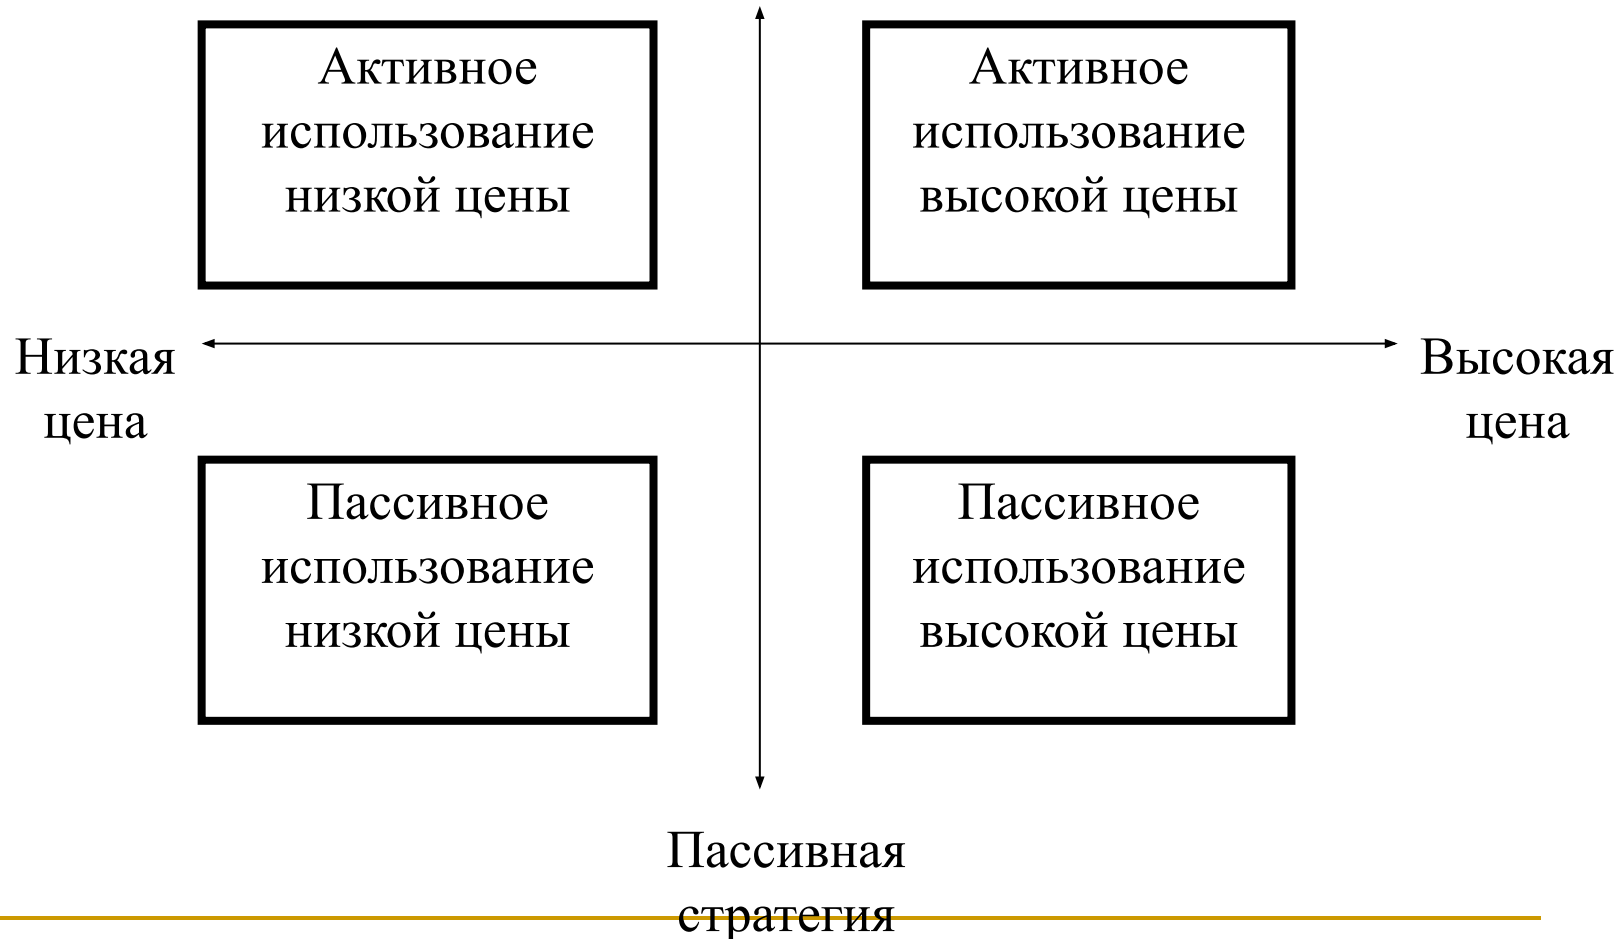 Активное
использование
низкой цены
Активное
использование
высокой цены
Низкая
цена
Высокая
цена
Пассивное
использование
низкой цены
Пассивное
использование
высокой цены
Пассивная
стратегия